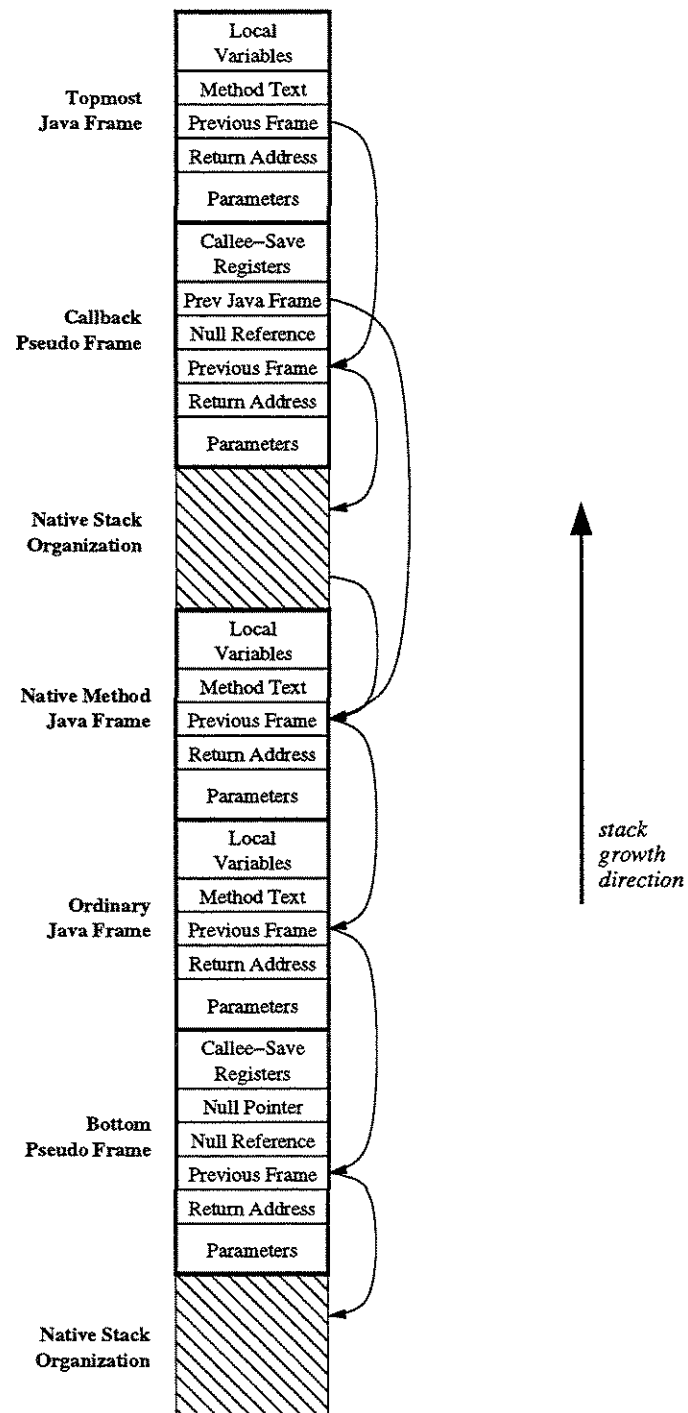 Topmost
Java Frame
Local
Variables
Method Text
Previous Frame
Return Address
Parameters
Callback
Pseudo Frame
Callee–Save
Registers
Prev Java Frame
Null Reference
Previous Frame
Return Address
Parameters
Native Stack
Organization
Native Method
Java Frame
Local
Variables
Method Text
Previous Frame
Return Address
Parameters
Ordinary
Java Frame
Local
Variables
Method Text
Previous Frame
Return Address
Parameters
Bottom
Pseudo Frame
Callee–Save
Registers
Null Pointer
Null Reference
Previous Frame
Return Address
Parameters
Native Stack
Organization
stack
growth
direction